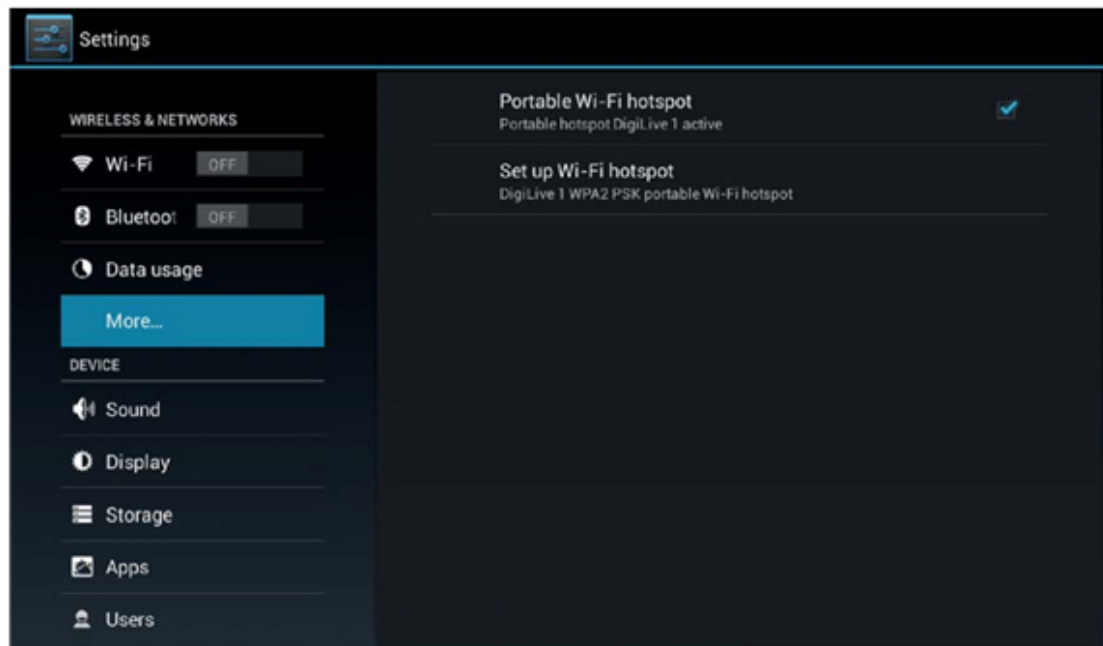 Settings
WIRELESS & NETWORKS
Wi-Fi OFF
Bluetoot OFF
Data usage
More...
DEVICE
Sound
Display
Storage
Apps
Users
Portable Wi-Fi hotspot
Portable hotspot DigiLive 1 active
Set up Wi-Fi hotspot
DigiLive 1 WPA2 PSK portable Wi-Fi hotspot